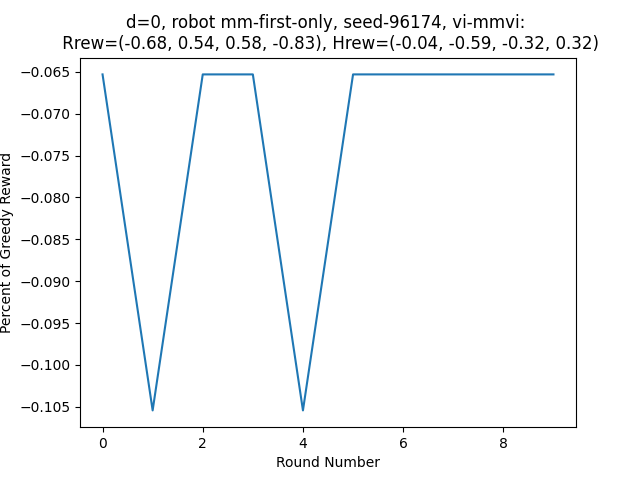 d=0, robot mm-first-only, seed-96174, vi-mmvi:
Rrew=(-0.68, 0.54, 0.58, -0.83), Hrew=(-0.04, -0.59, -0.32, 0.32)
Percent of Greedy Reward
−0.065
−0.070
−0.075
−0.080
−0.085
−0.090
−0.095
−0.100
−0.105
0 2 4 6 8
Round Number